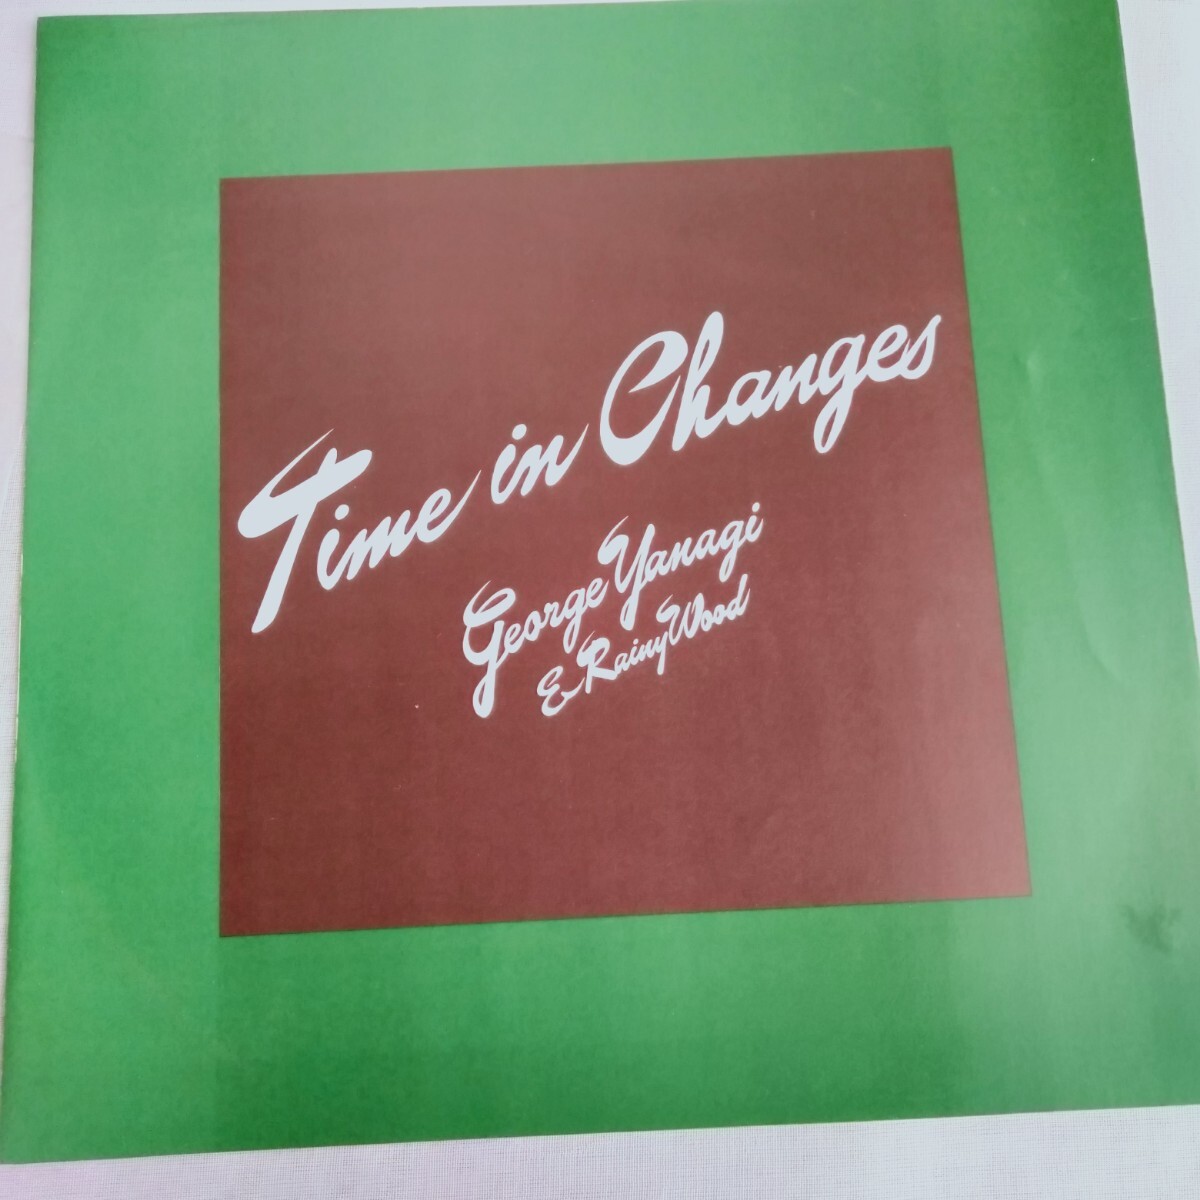 Time in Changes
George Yanagi
& Rainy Wood